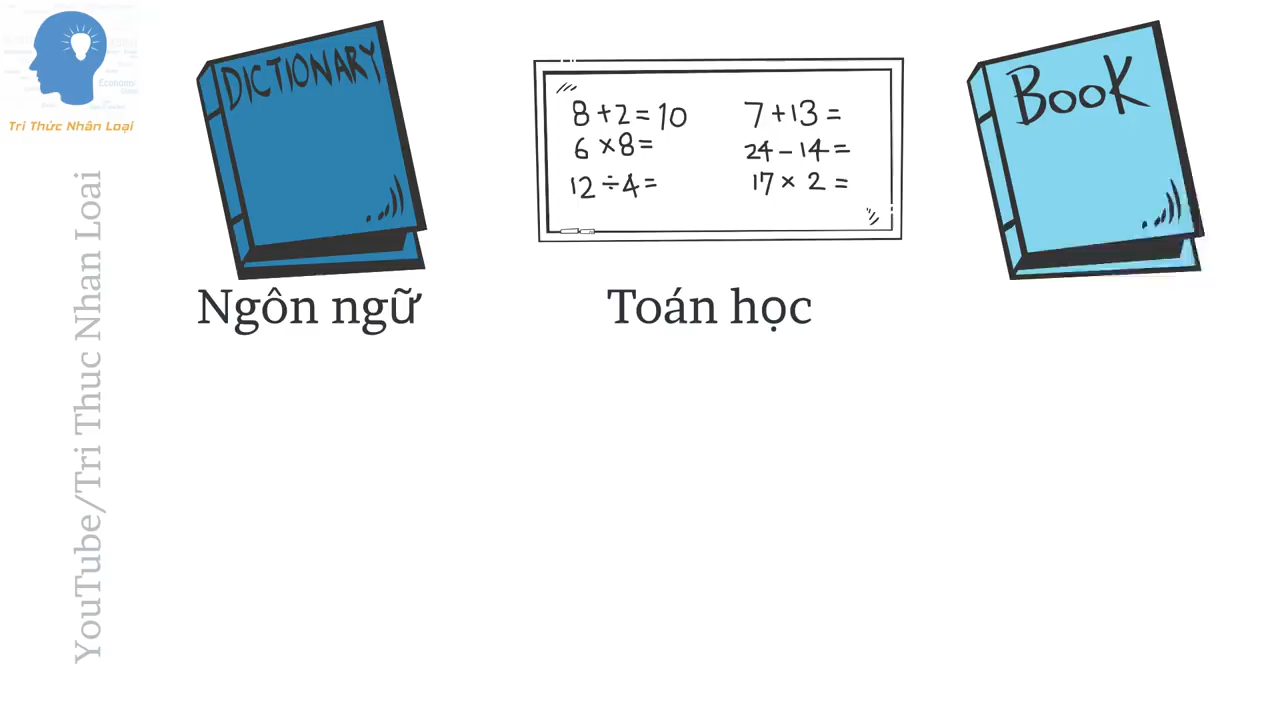 Tri Thức Nhân Loại
YouTube/Tri Thuc Nhan Loai
DICTIONARY
Ngôn ngữ
8+2=10
6×8=
12÷4=
7+13=
24-14=
17×2=
Toán học
Book